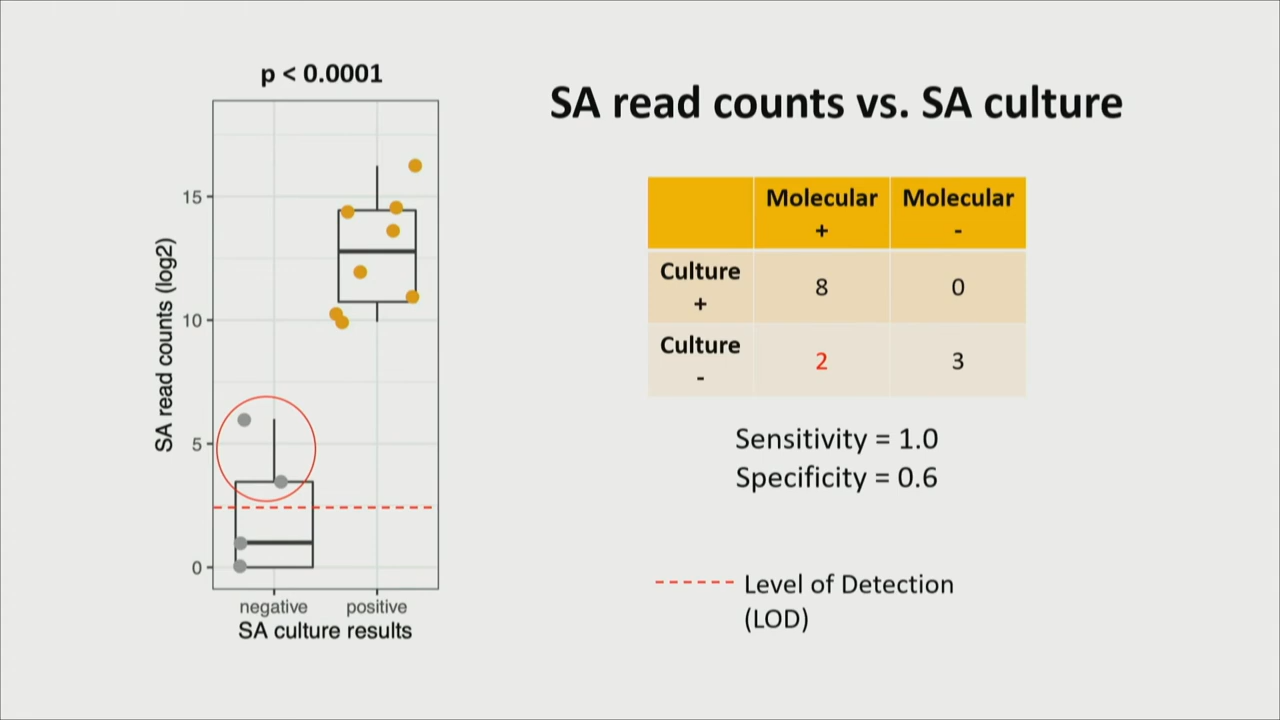 p < 0.0001
SA read counts (log2)
15
10
5
0
negative
positive
SA culture results
SA read counts vs. SA culture
Molecular
+
Molecular
-
Culture
+
8
0
Culture
-
2
3
Sensitivity = 1.0
Specificity = 0.6
Level of Detection
(LOD)